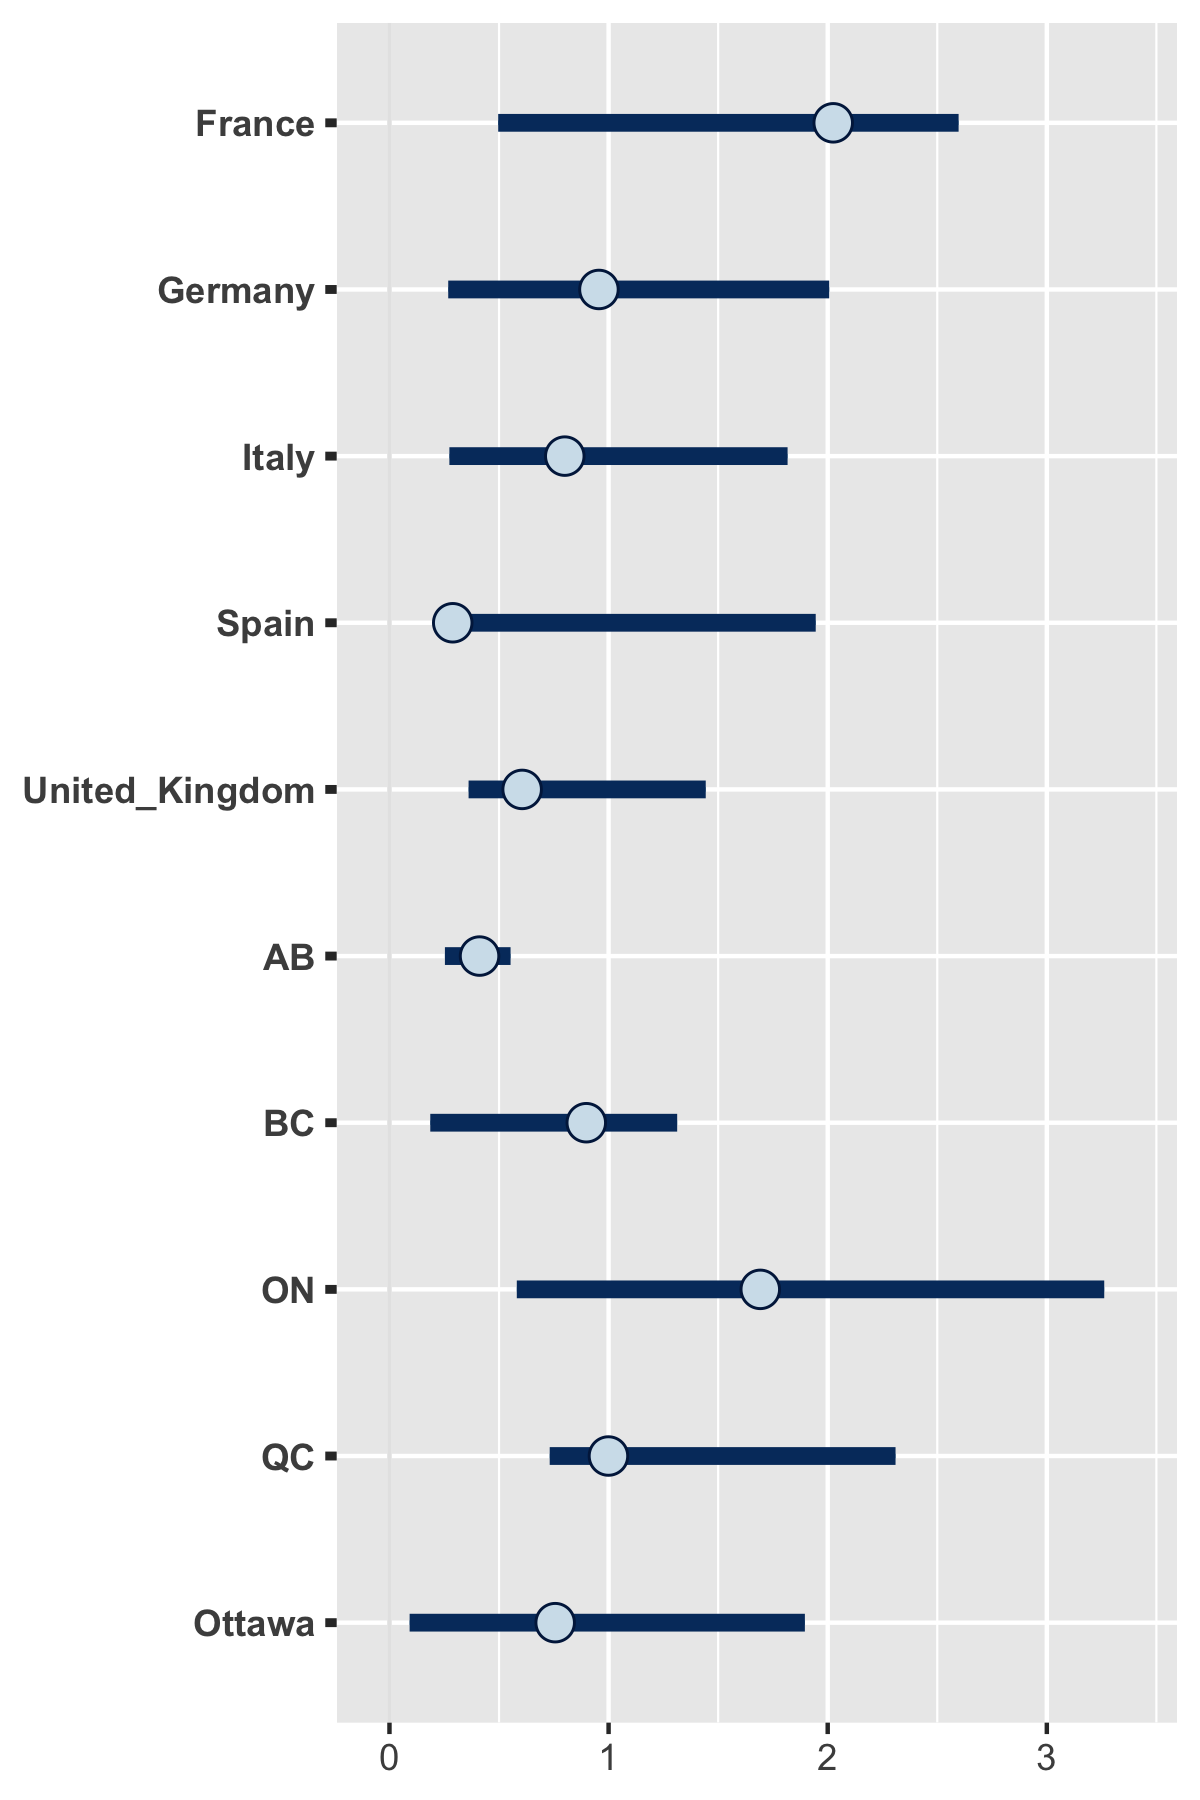 France
Germany
Italy
Spain
United_Kingdom
AB
BC
ON
QC
Ottawa
0 1 2 3